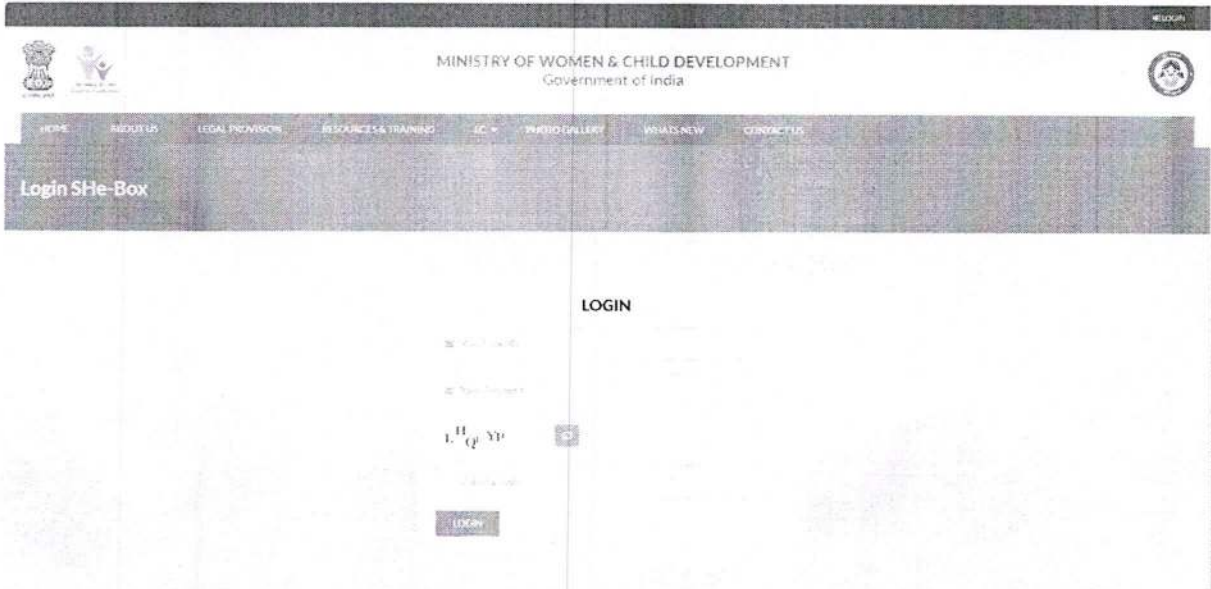 LOGIN
MINISTRY OF WOMEN & CHILD DEVELOPMENT
Government of India
HOME ABOUT US LEGAL PROVISION RESOURCES & TRAINING LC PHOTO GALLERY WHATS NEW CONTACT US
Login SHe-Box
LOGIN
LOGIN